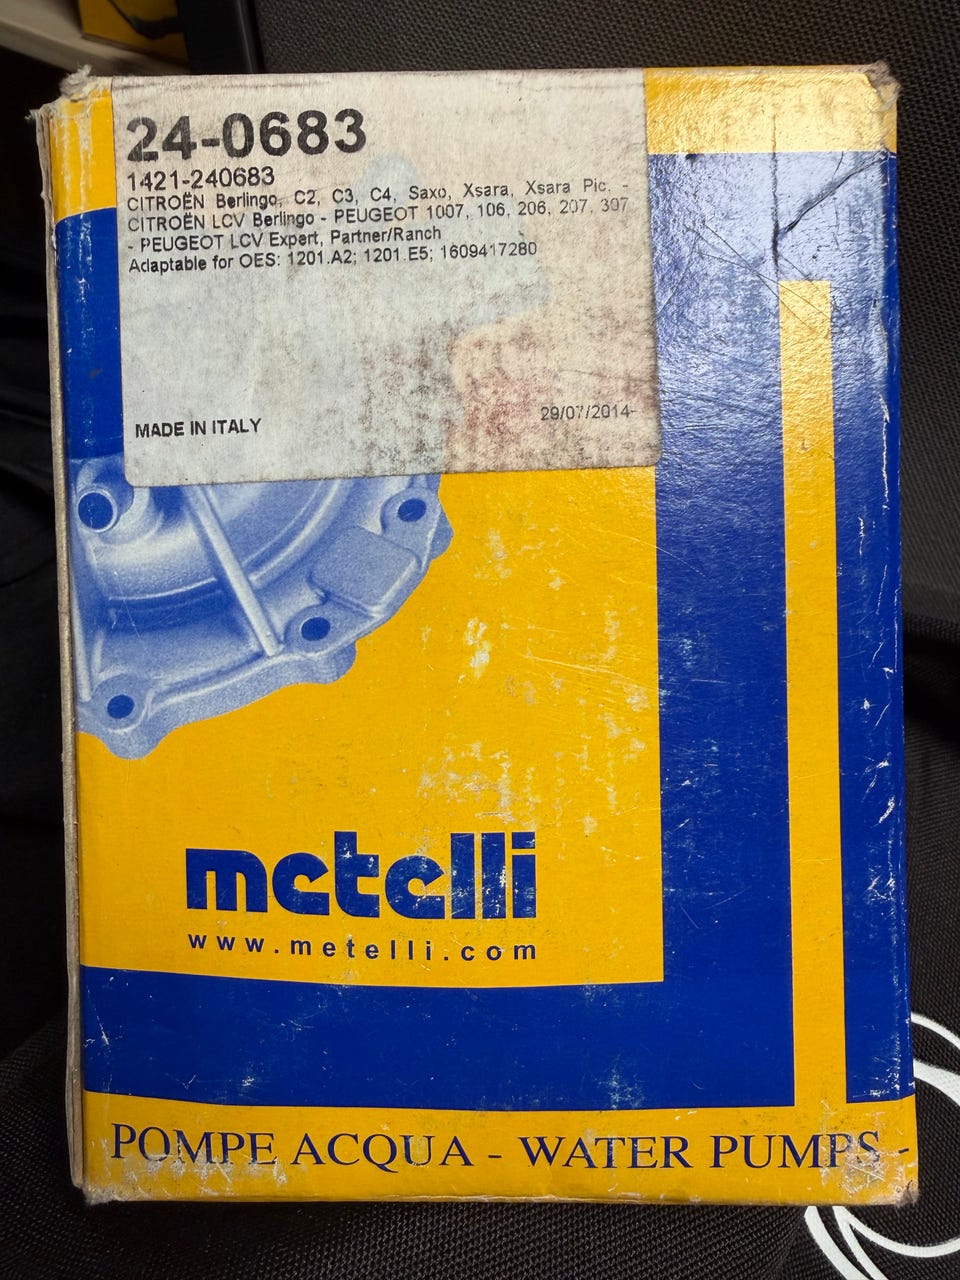 24-0683
1421-240683
CITROËN Berlingo, C2, C3, C4, Saxo, Xsara, Xsara Pic. -
CITROËN LCV Berlingo - PEUGEOT 1007, 106, 206, 207, 307
- PEUGEOT LCV Expert, Partner/Ranch
Adaptable for OES: 1201.A2; 1201.E5; 1609417280
MADE IN ITALY
29/07/2014-
metelli
www.metelli.com
POMPE ACQUA - WATER PUMPS -